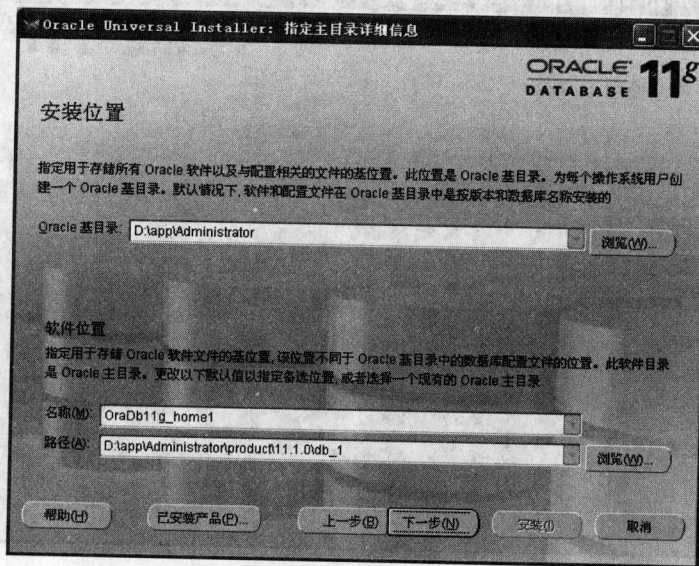 Oracle Universal Installer: 指定主目录详细信息
ORACLE 11g
DATABASE
安装位置
指定用于存储所有 Oracle 软件以及与配置相关的文件的基位置。此位置是 Oracle 基目录。为每个操作系统用户创
建一个 Oracle 基目录。默认情况下, 软件和配置文件在 Oracle 基目录中是按版本和数据库名称安装的
Oracle 基目录: D:\app\Administrator 浏览(W)...
软件位置
指定用于存储 Oracle 软件文件的基位置, 该位置不同于 Oracle 基目录中的数据库配置文件的位置。此软件目录
是 Oracle 主目录。更改以下默认值以指定备选位置, 或者选择一个现有的 Oracle 主目录
名称(M): OraDb11g_home1
路径(A): D:\app\Administrator\product\11.1.0\db_1 浏览(W)...
帮助(H) 已安装产品(P)... 上一步(B) 下一步(N) 安装(I) 取消